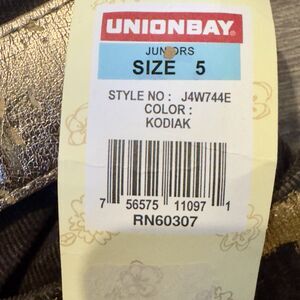 UNIONBAY
JUNIORS
SIZE 5
STYLE NO : J4W744E
COLOR :
KODIAK
7 56575 11097 1
RN60307